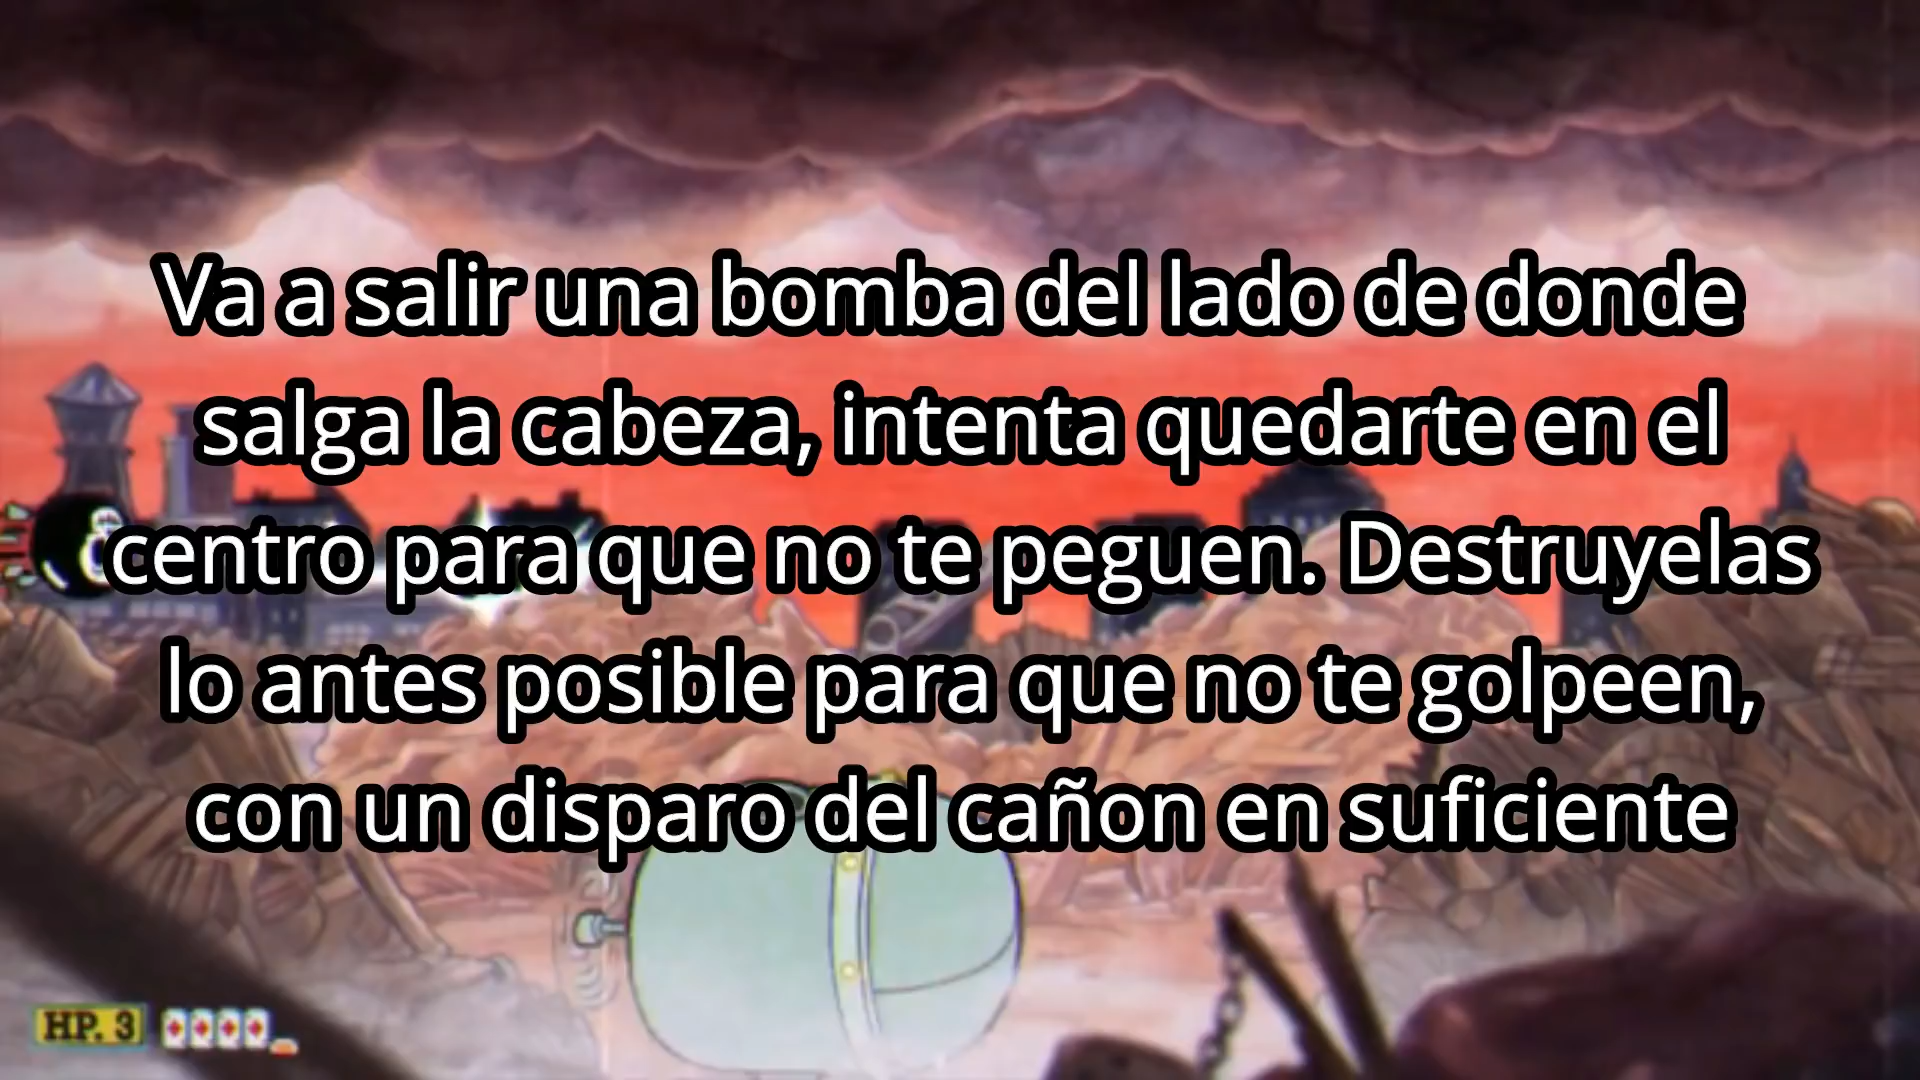 Va a salir una bomba del lado de donde
salga la cabeza, intenta quedarte en el
centro para que no te peguen. Destruyelas
lo antes posible para que no te golpeen,
con un disparo del cañon en suficiente
HP. 3